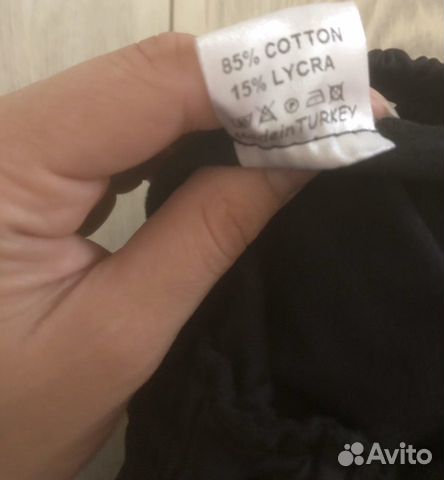 85% COTTON
15% LYCRA
Made in TURKEY
Avito